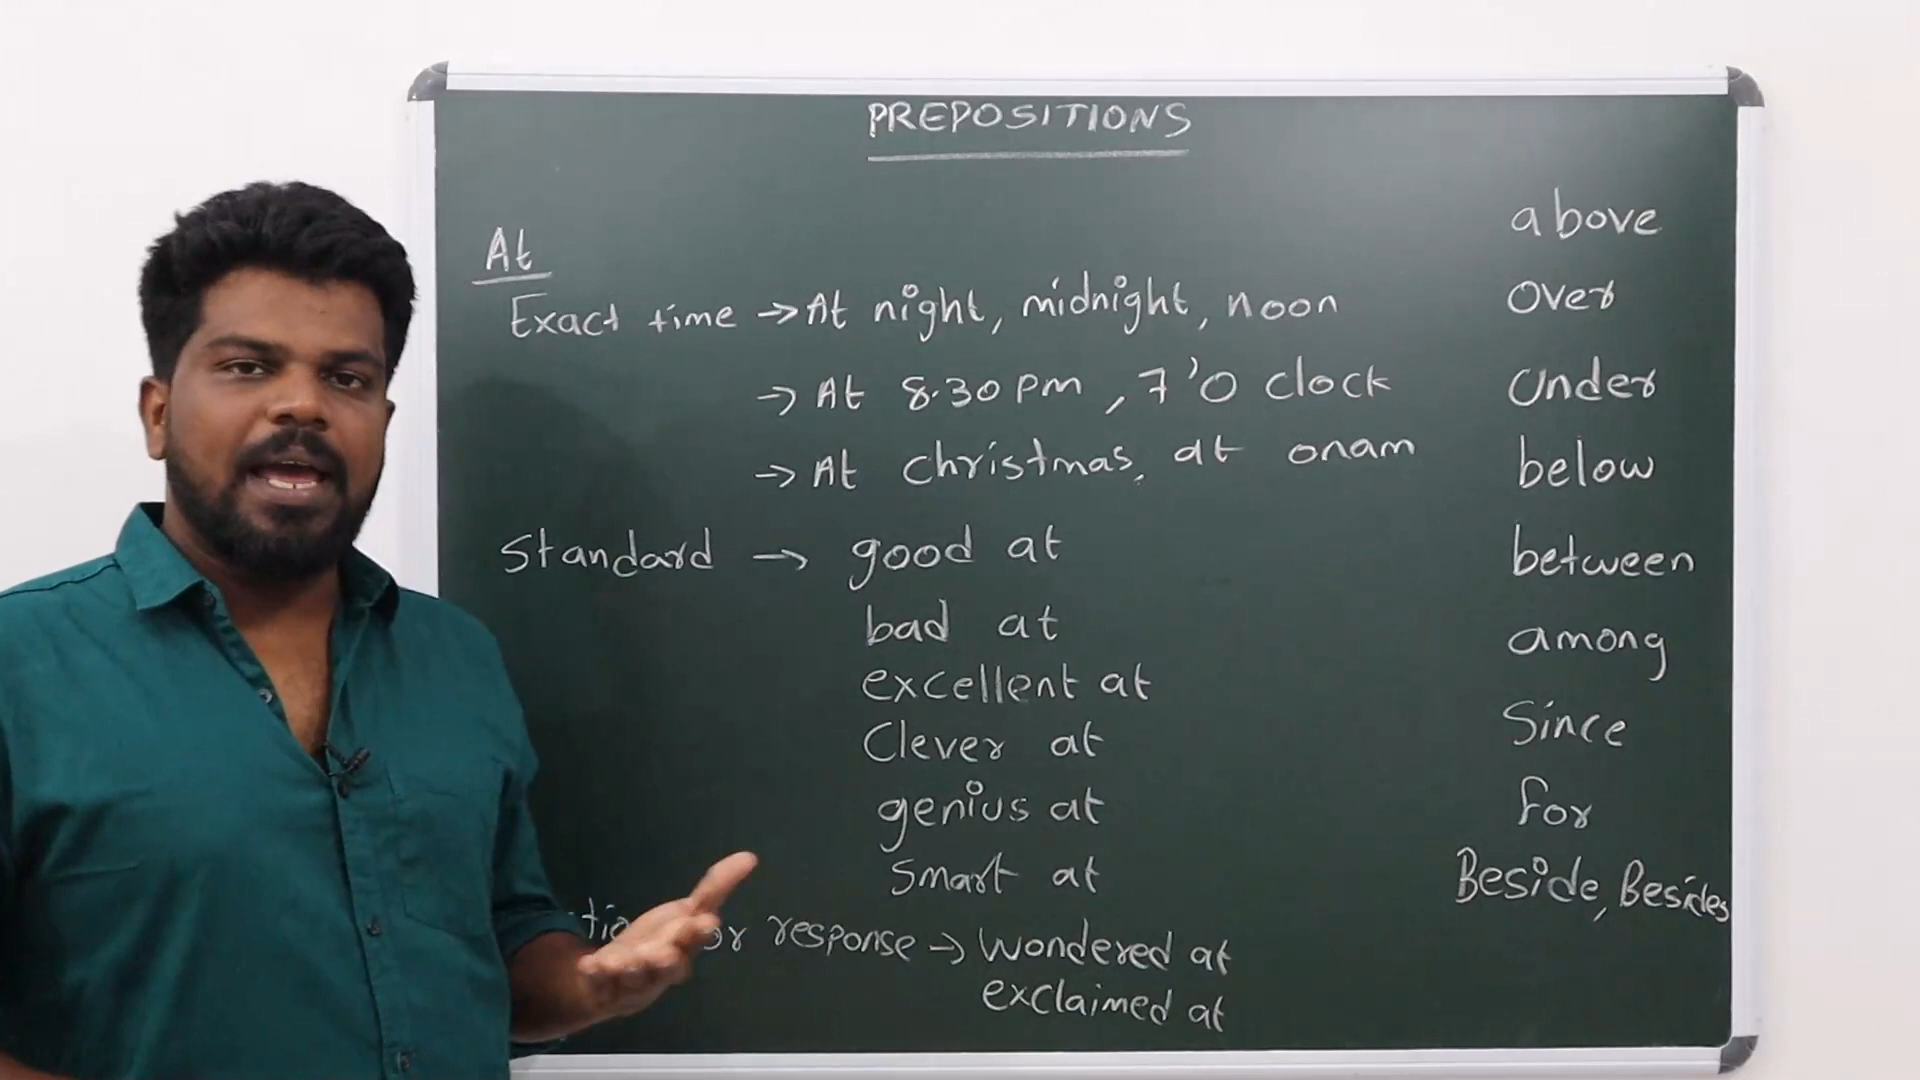 PREPOSITIONS
At
Exact time → At night, midnight, noon
→ At 8.30 pm, 7 'O clock
→ At christmas, at onam
Standard → good at
bad at
excellent at
Clever at
genius at
Smart at
or response → Wondered at
exclaimed at
above
Over
Under
below
between
among
Since
for
Beside, Besides